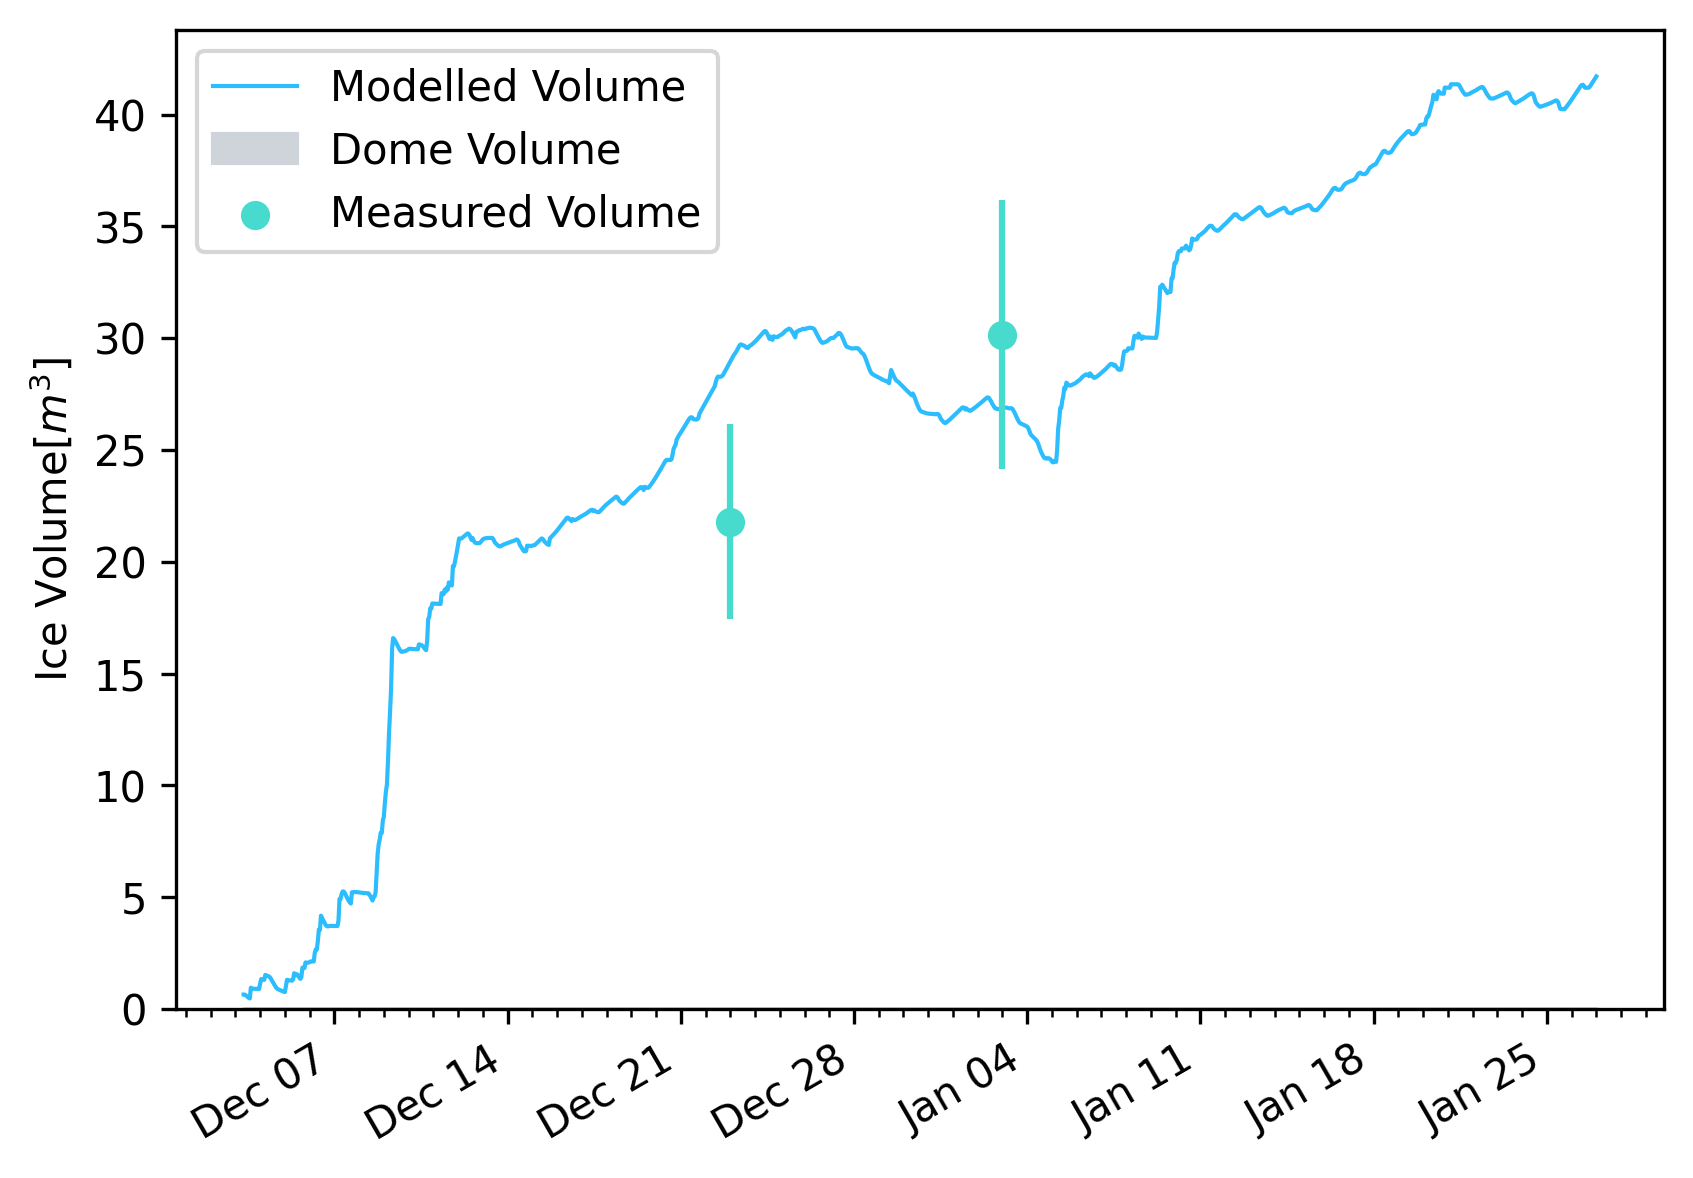 Modelled Volume
Dome Volume
Measured Volume
Ice Volume[m³]
40
35
30
25
20
15
10
5
0
Dec 07
Dec 14
Dec 21
Dec 28
Jan 04
Jan 11
Jan 18
Jan 25